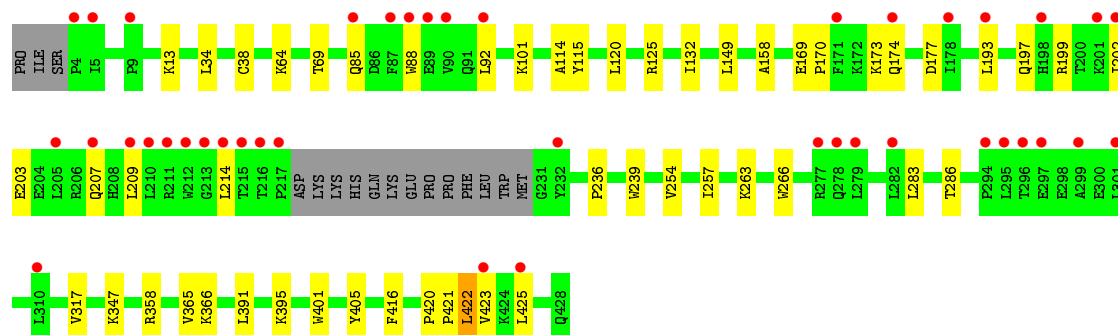 PRO ILE SER P4 I5 P9 K13 L34 C38 K64 T69 Q85 D86 F87 W88 E89 V90 Q91 L92 K101 A114 Y115 L120 R125 I132 L149 A158 E169 P170 F171 K172 K173 Q174 D177 I178 L193 Q197 H198 R199 T200 K201 I202
E203 E204 L205 R206 Q207 H208 L209 L210 R211 W212 G213 L214 T215 T216 P217 ASP LYS LYS HIS GLN LYS GLU PRO PRO PHE LEU TRP MET G231 Y232 P236 W239 V254 I257 K263 W266 R277 Q278 L279 L282 L283 T286 P294 L295 T296 E297 E298 A299 E300 L301
L310 V317 K347 R358 V365 K366 L391 K395 W401 Y405 F416 P420 P421 L422 V423 K424 L425 Q428